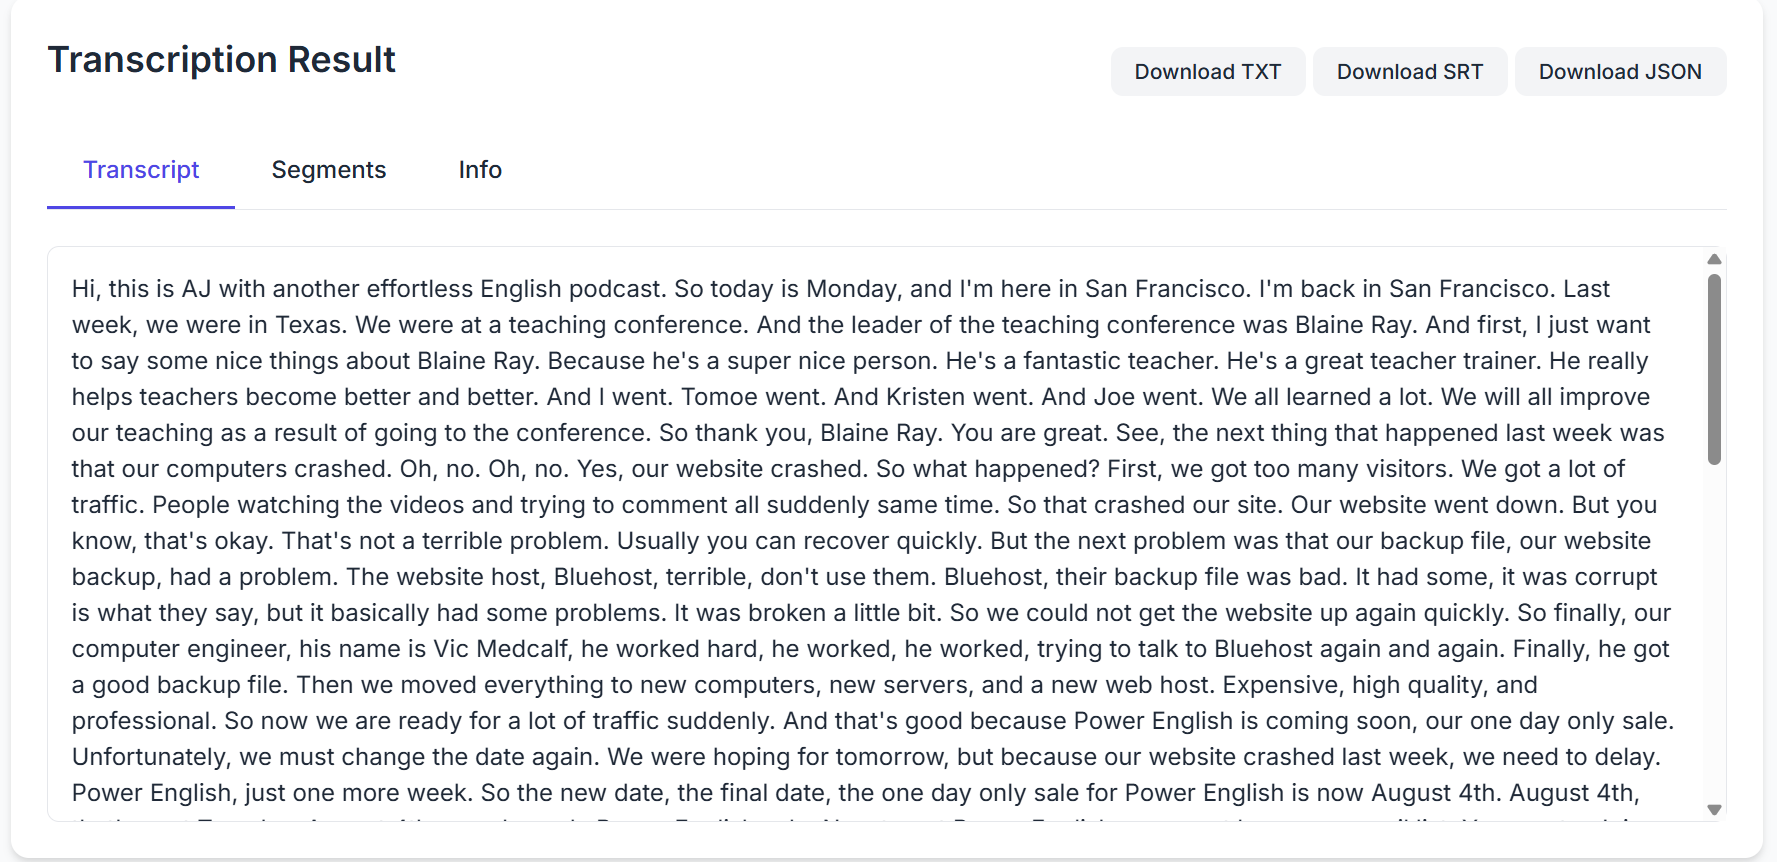 Transcription Result
Download TXT
Download SRT
Download JSON
Transcript
Segments
Info
Hi, this is AJ with another effortless English podcast. So today is Monday, and I'm here in San Francisco. I'm back in San Francisco. Last
week, we were in Texas. We were at a teaching conference. And the leader of the teaching conference was Blaine Ray. And first, I just want
to say some nice things about Blaine Ray. Because he's a super nice person. He's a fantastic teacher. He's a great teacher trainer. He really
helps teachers become better and better. And I went. Tomoe went. And Kristen went. And Joe went. We all learned a lot. We will all improve
our teaching as a result of going to the conference. So thank you, Blaine Ray. You are great. See, the next thing that happened last week was
that our computers crashed. Oh, no. Oh, no. Yes, our website crashed. So what happened? First, we got too many visitors. We got a lot of
traffic. People watching the videos and trying to comment all suddenly same time. So that crashed our site. Our website went down. But you
know, that's okay. That's not a terrible problem. Usually you can recover quickly. But the next problem was that our backup file, our website
backup, had a problem. The website host, Bluehost, terrible, don't use them. Bluehost, their backup file was bad. It had some, it was corrupt
is what they say, but it basically had some problems. It was broken a little bit. So we could not get the website up again quickly. So finally, our
computer engineer, his name is Vic Medcalf, he worked hard, he worked, he worked, trying to talk to Bluehost again and again. Finally, he got
a good backup file. Then we moved everything to new computers, new servers, and a new web host. Expensive, high quality, and
professional. So now we are ready for a lot of traffic suddenly. And that's good because Power English is coming soon, our one day only sale.
Unfortunately, we must change the date again. We were hoping for tomorrow, but because our website crashed last week, we need to delay.
Power English, just one more week. So the new date, the final date, the one day only sale for Power English is now August 4th. August 4th,